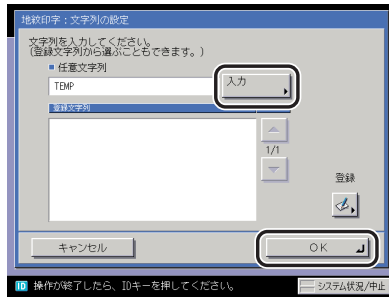 地紋印字：文字列の設定
文字列を入力してください。
(登録文字列から選ぶこともできます。)
■ 任意文字列
TEMP
入力
登録文字列
1/1
登録
キャンセル
OK
ID 操作が終了したら、IDキーを押してください。
システム状況/中止